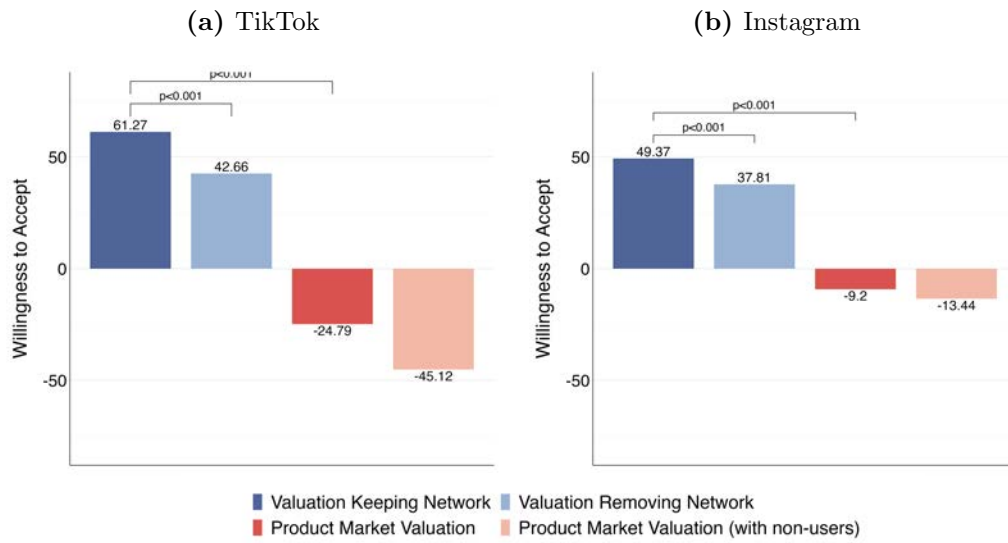 (a) TikTok
(b) Instagram
p<0.001
p<0.001
61.27
42.66
-24.79
-45.12
50
0
-50
Willingness to Accept
p<0.001
p<0.001
49.37
37.81
-9.2
-13.44
50
0
-50
Willingness to Accept
Valuation Keeping Network
Valuation Removing Network
Product Market Valuation
Product Market Valuation (with non-users)